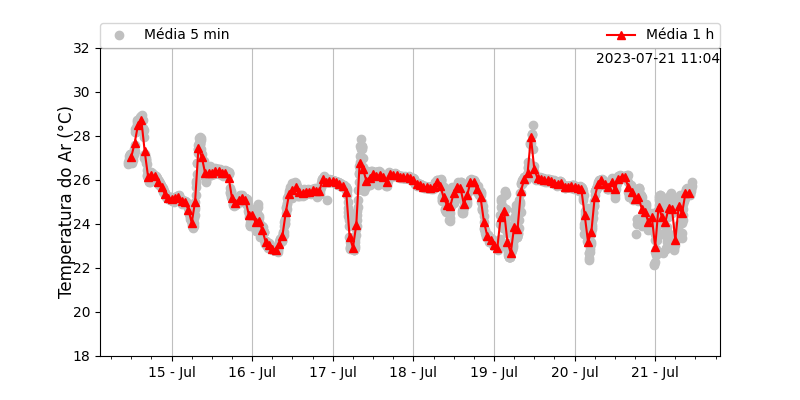 Média 5 min
Média 1 h
2023-07-21 11:04
Temperatura do Ar (°C)
32
30
28
26
24
22
20
18
15 - Jul
16 - Jul
17 - Jul
18 - Jul
19 - Jul
20 - Jul
21 - Jul